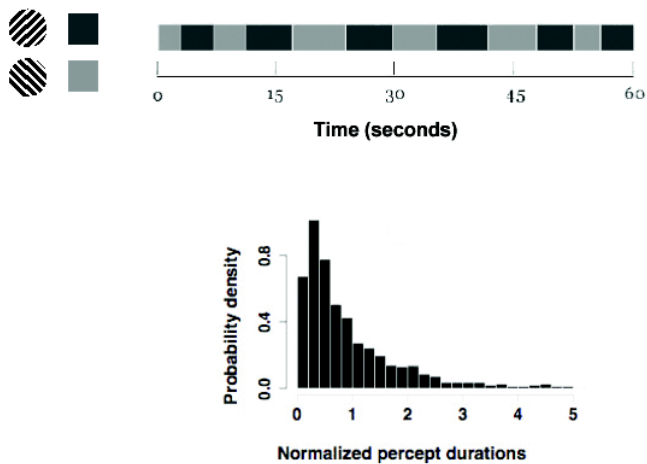 0 15 30 45 60
Time (seconds)
Probability density
0.8
0.4
0.0
0 1 2 3 4 5
Normalized percept durations